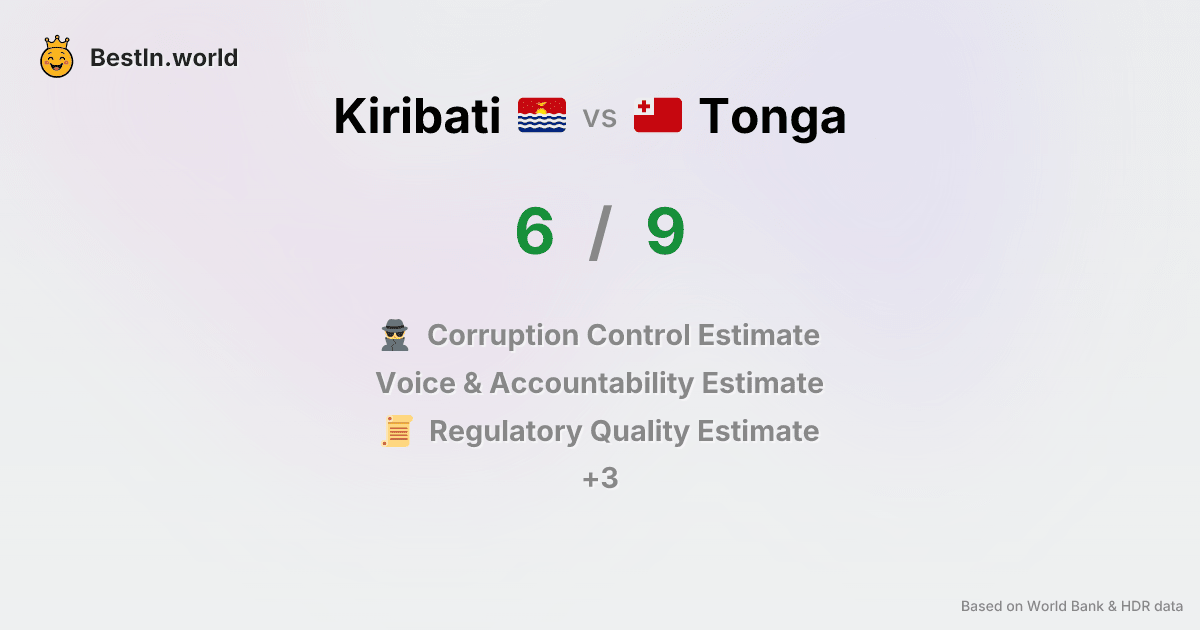 BestIn.world
Kiribati vs Tonga
6 / 9
Corruption Control Estimate
Voice & Accountability Estimate
Regulatory Quality Estimate
+3
Based on World Bank & HDR data